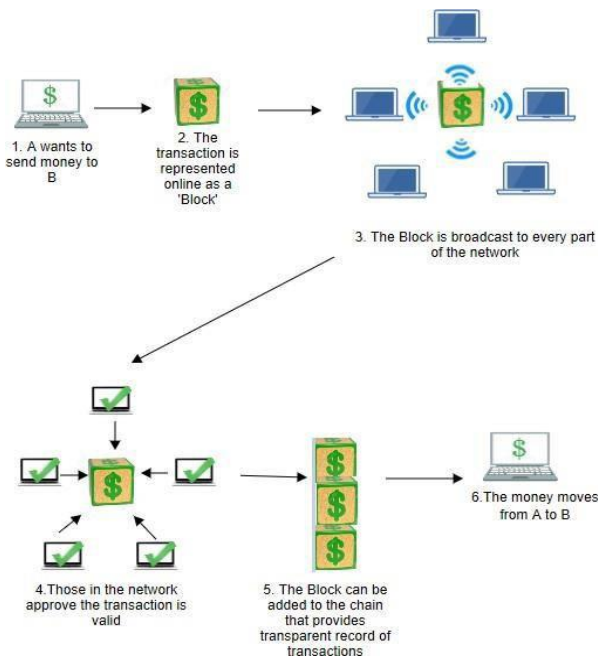 $
1. A wants to
send money to
B
$
2. The
transaction is
represented
online as a
'Block'
$
3. The Block is broadcast to every part
of the network
$
4.Those in the network
approve the transaction is
valid
$
$
$
5. The Block can be
added to the chain
that provides
transparent record of
transactions
$
6.The money moves
from A to B